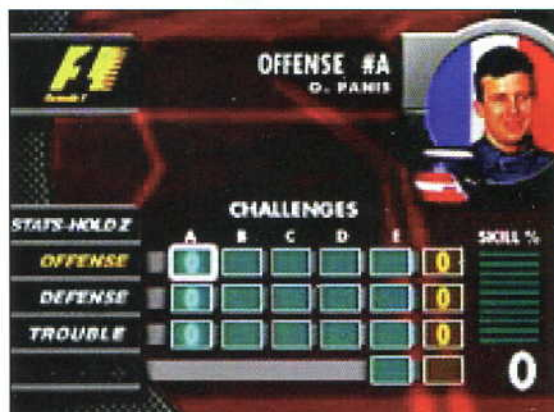 F1
Formula 1
OFFENSE #A
O. PANIS
CHALLENGES
STATS-HOLD Z
A B C D E SKILL %
OFFENSE 0 0
DEFENSE 0 0
TROUBLE 0 0
0